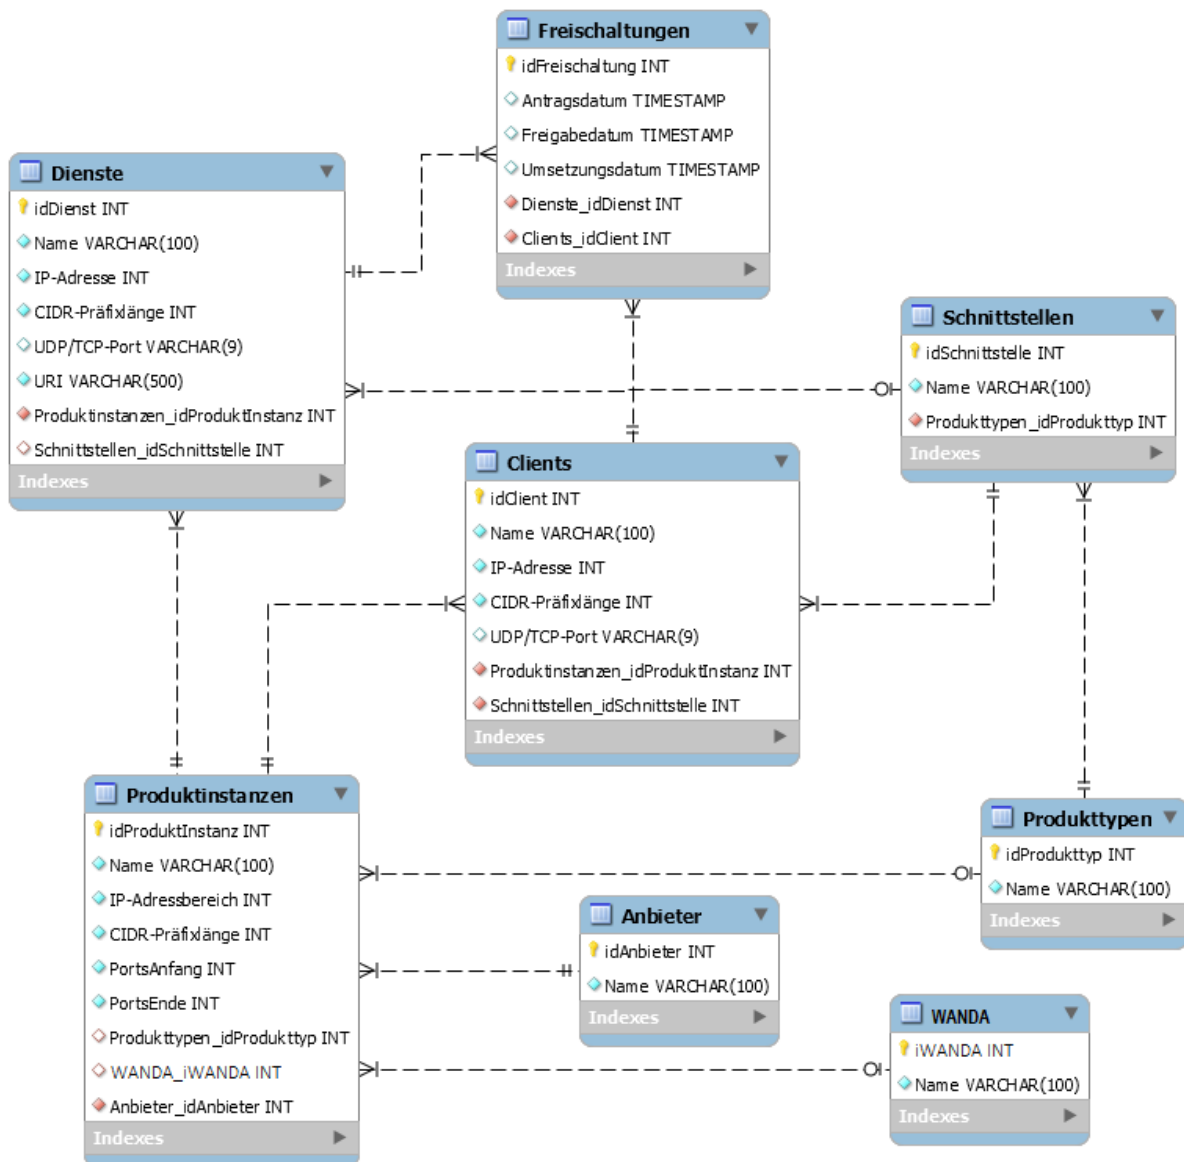 Freischaltungen
idFreischaltung INT
Antragsdatum TIMESTAMP
Freigabedatum TIMESTAMP
Umsetzungsdatum TIMESTAMP
Dienste_idDienst INT
Clients_idClient INT
Indexes
Dienste
idDienst INT
Name VARCHAR(100)
IP-Adresse INT
CIDR-Präfixlänge INT
UDP/TCP-Port VARCHAR(9)
URI VARCHAR(500)
Produktinstanzen_idProduktInstanz INT
Schnittstellen_idSchnittstelle INT
Indexes
Schnittstellen
idSchnittstelle INT
Name VARCHAR(100)
Produkttypen_idProdukttyp INT
Indexes
Clients
idClient INT
Name VARCHAR(100)
IP-Adresse INT
CIDR-Präfixlänge INT
UDP/TCP-Port VARCHAR(9)
Produktinstanzen_idProduktInstanz INT
Schnittstellen_idSchnittstelle INT
Indexes
Produktinstanzen
idProduktInstanz INT
Name VARCHAR(100)
IP-Adressbereich INT
CIDR-Präfixlänge INT
PortsAnfang INT
PortsEnde INT
Produkttypen_idProdukttyp INT
WANDA_iWANDA INT
Anbieter_idAnbieter INT
Indexes
Produkttypen
idProdukttyp INT
Name VARCHAR(100)
Indexes
Anbieter
idAnbieter INT
Name VARCHAR(100)
Indexes
WANDA
iWANDA INT
Name VARCHAR(100)
Indexes